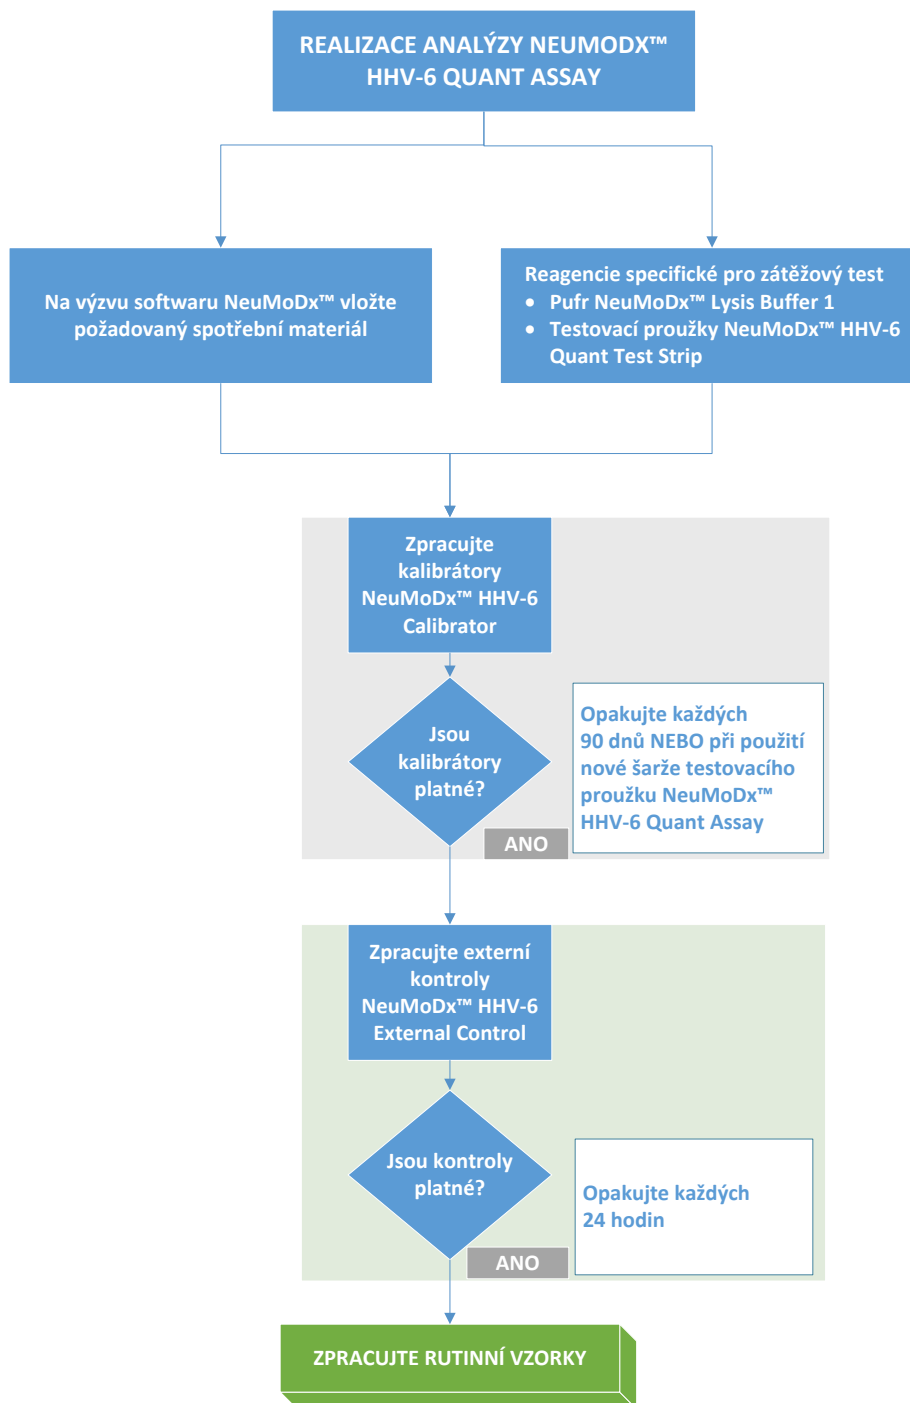 REALIZACE ANALÝZY NEUMODX™
HHV-6 QUANT ASSAY
Na výzvu softwaru NeuMoDx™ vložte
požadovaný spotřební materiál
Reagencie specifické pro zátěžový test
• Pufr NeuMoDx™ Lysis Buffer 1
• Testovací proužky NeuMoDx™ HHV-6
Quant Test Strip
Zpracujte
kalibrátory
NeuMoDx™ HHV-6
Calibrator
Jsou
kalibrátory
platné?
Opakujte každých
90 dnů NEBO při použití
nové šarže testovacího
proužku NeuMoDx™
HHV-6 Quant Assay
ANO
Zpracujte externí
kontroly
NeuMoDx™ HHV-6
External Control
Jsou kontroly
platné?
Opakujte každých
24 hodin
ANO
ZPRACUJTE RUTINNÍ VZORKY